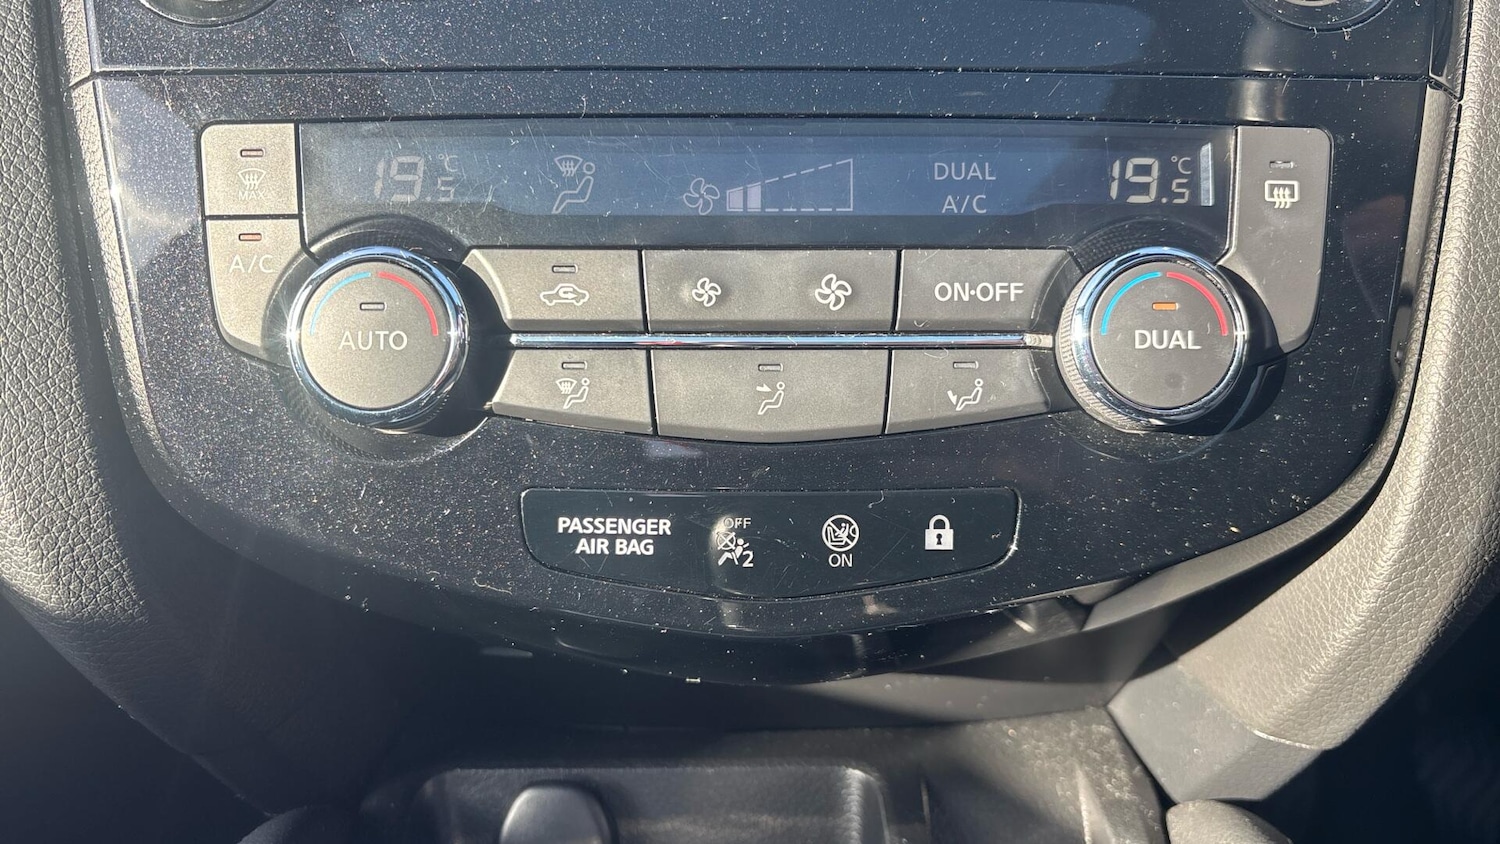 19.5°C
DUAL
A/C
19.5°C
MAX
A/C
AUTO
ON·OFF
DUAL
PASSENGER
AIR BAG
OFF
2
ON